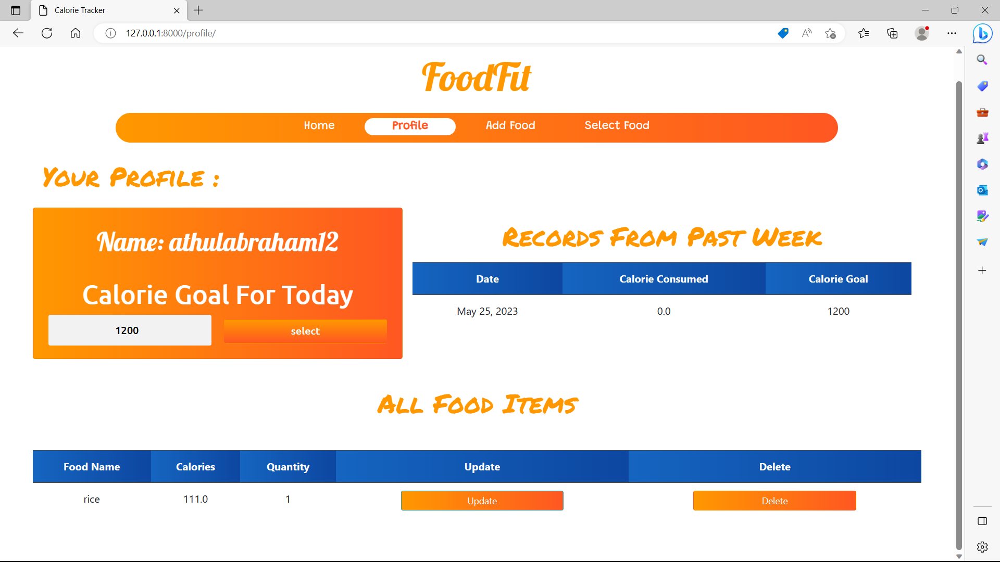 Calorie Tracker
127.0.0.1:8000/profile/
FoodFit
Home Profile Add Food Select Food
Your Profile :
Name: athulabraham12
Calorie Goal For Today
1200 select
Records From Past Week
Date Calorie Consumed Calorie Goal
May 25, 2023 0.0 1200
All Food Items
Food Name Calories Quantity Update Delete
rice 111.0 1 Update Delete